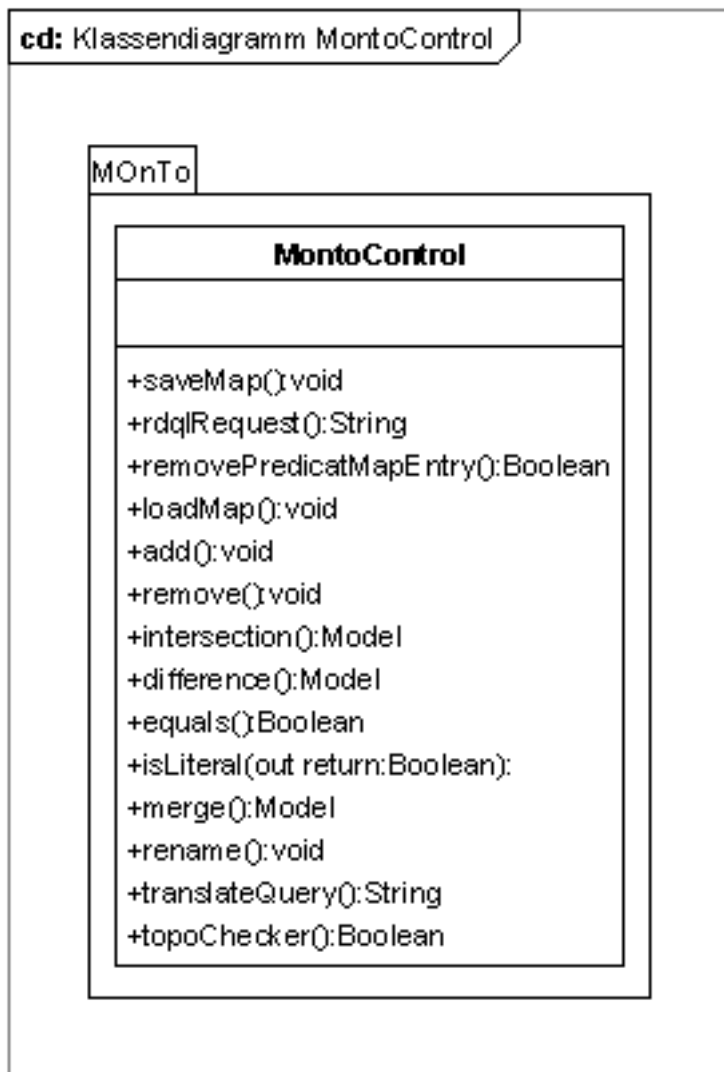 cd: Klassendiagramm MontoControl
MOnTo
MontoControl
+saveMap():void
+rdqlRequest():String
+removePredicatMapEntry():Boolean
+loadMap():void
+add():void
+remove():void
+intersection():Model
+difference():Model
+equals():Boolean
+isLiteral(out return:Boolean):
+merge():Model
+rename():void
+translateQuery():String
+topoChecker():Boolean